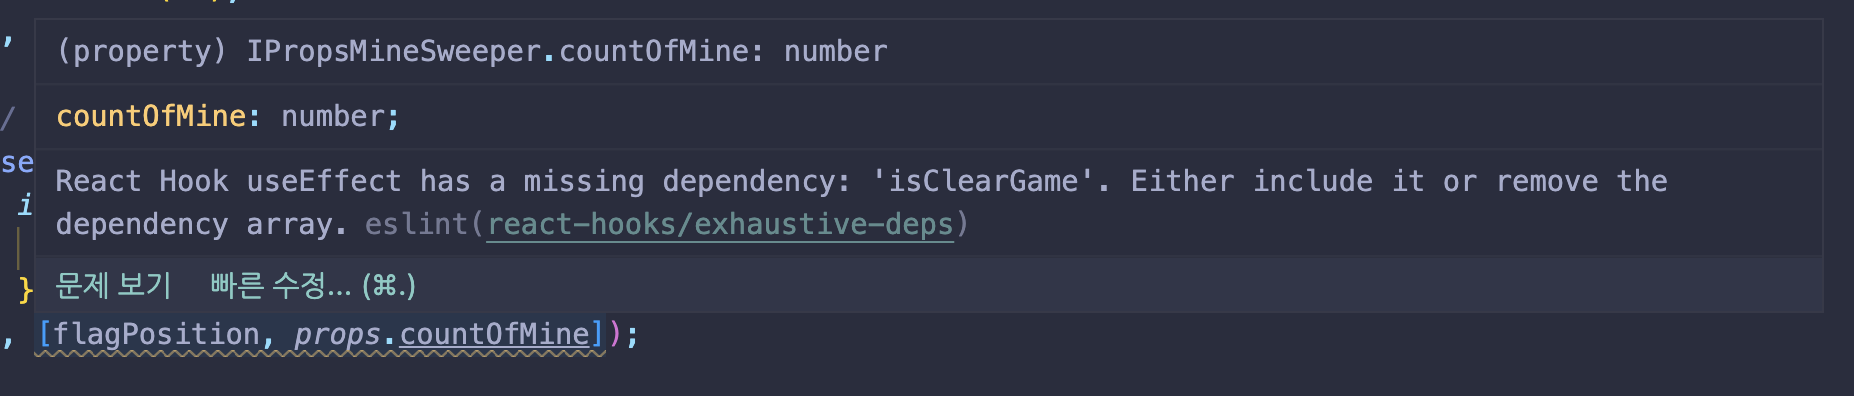 ,
(property) IPropsMineSweeper.countOfMine: number
countOfMine: number;
/
se
React Hook useEffect has a missing dependency: 'isClearGame'. Either include it or remove the
i
dependency array. eslint(react-hooks/exhaustive-deps)
}
문제 보기 빠른 수정... (⌘.)
, [flagPosition, props.countOfMine]);